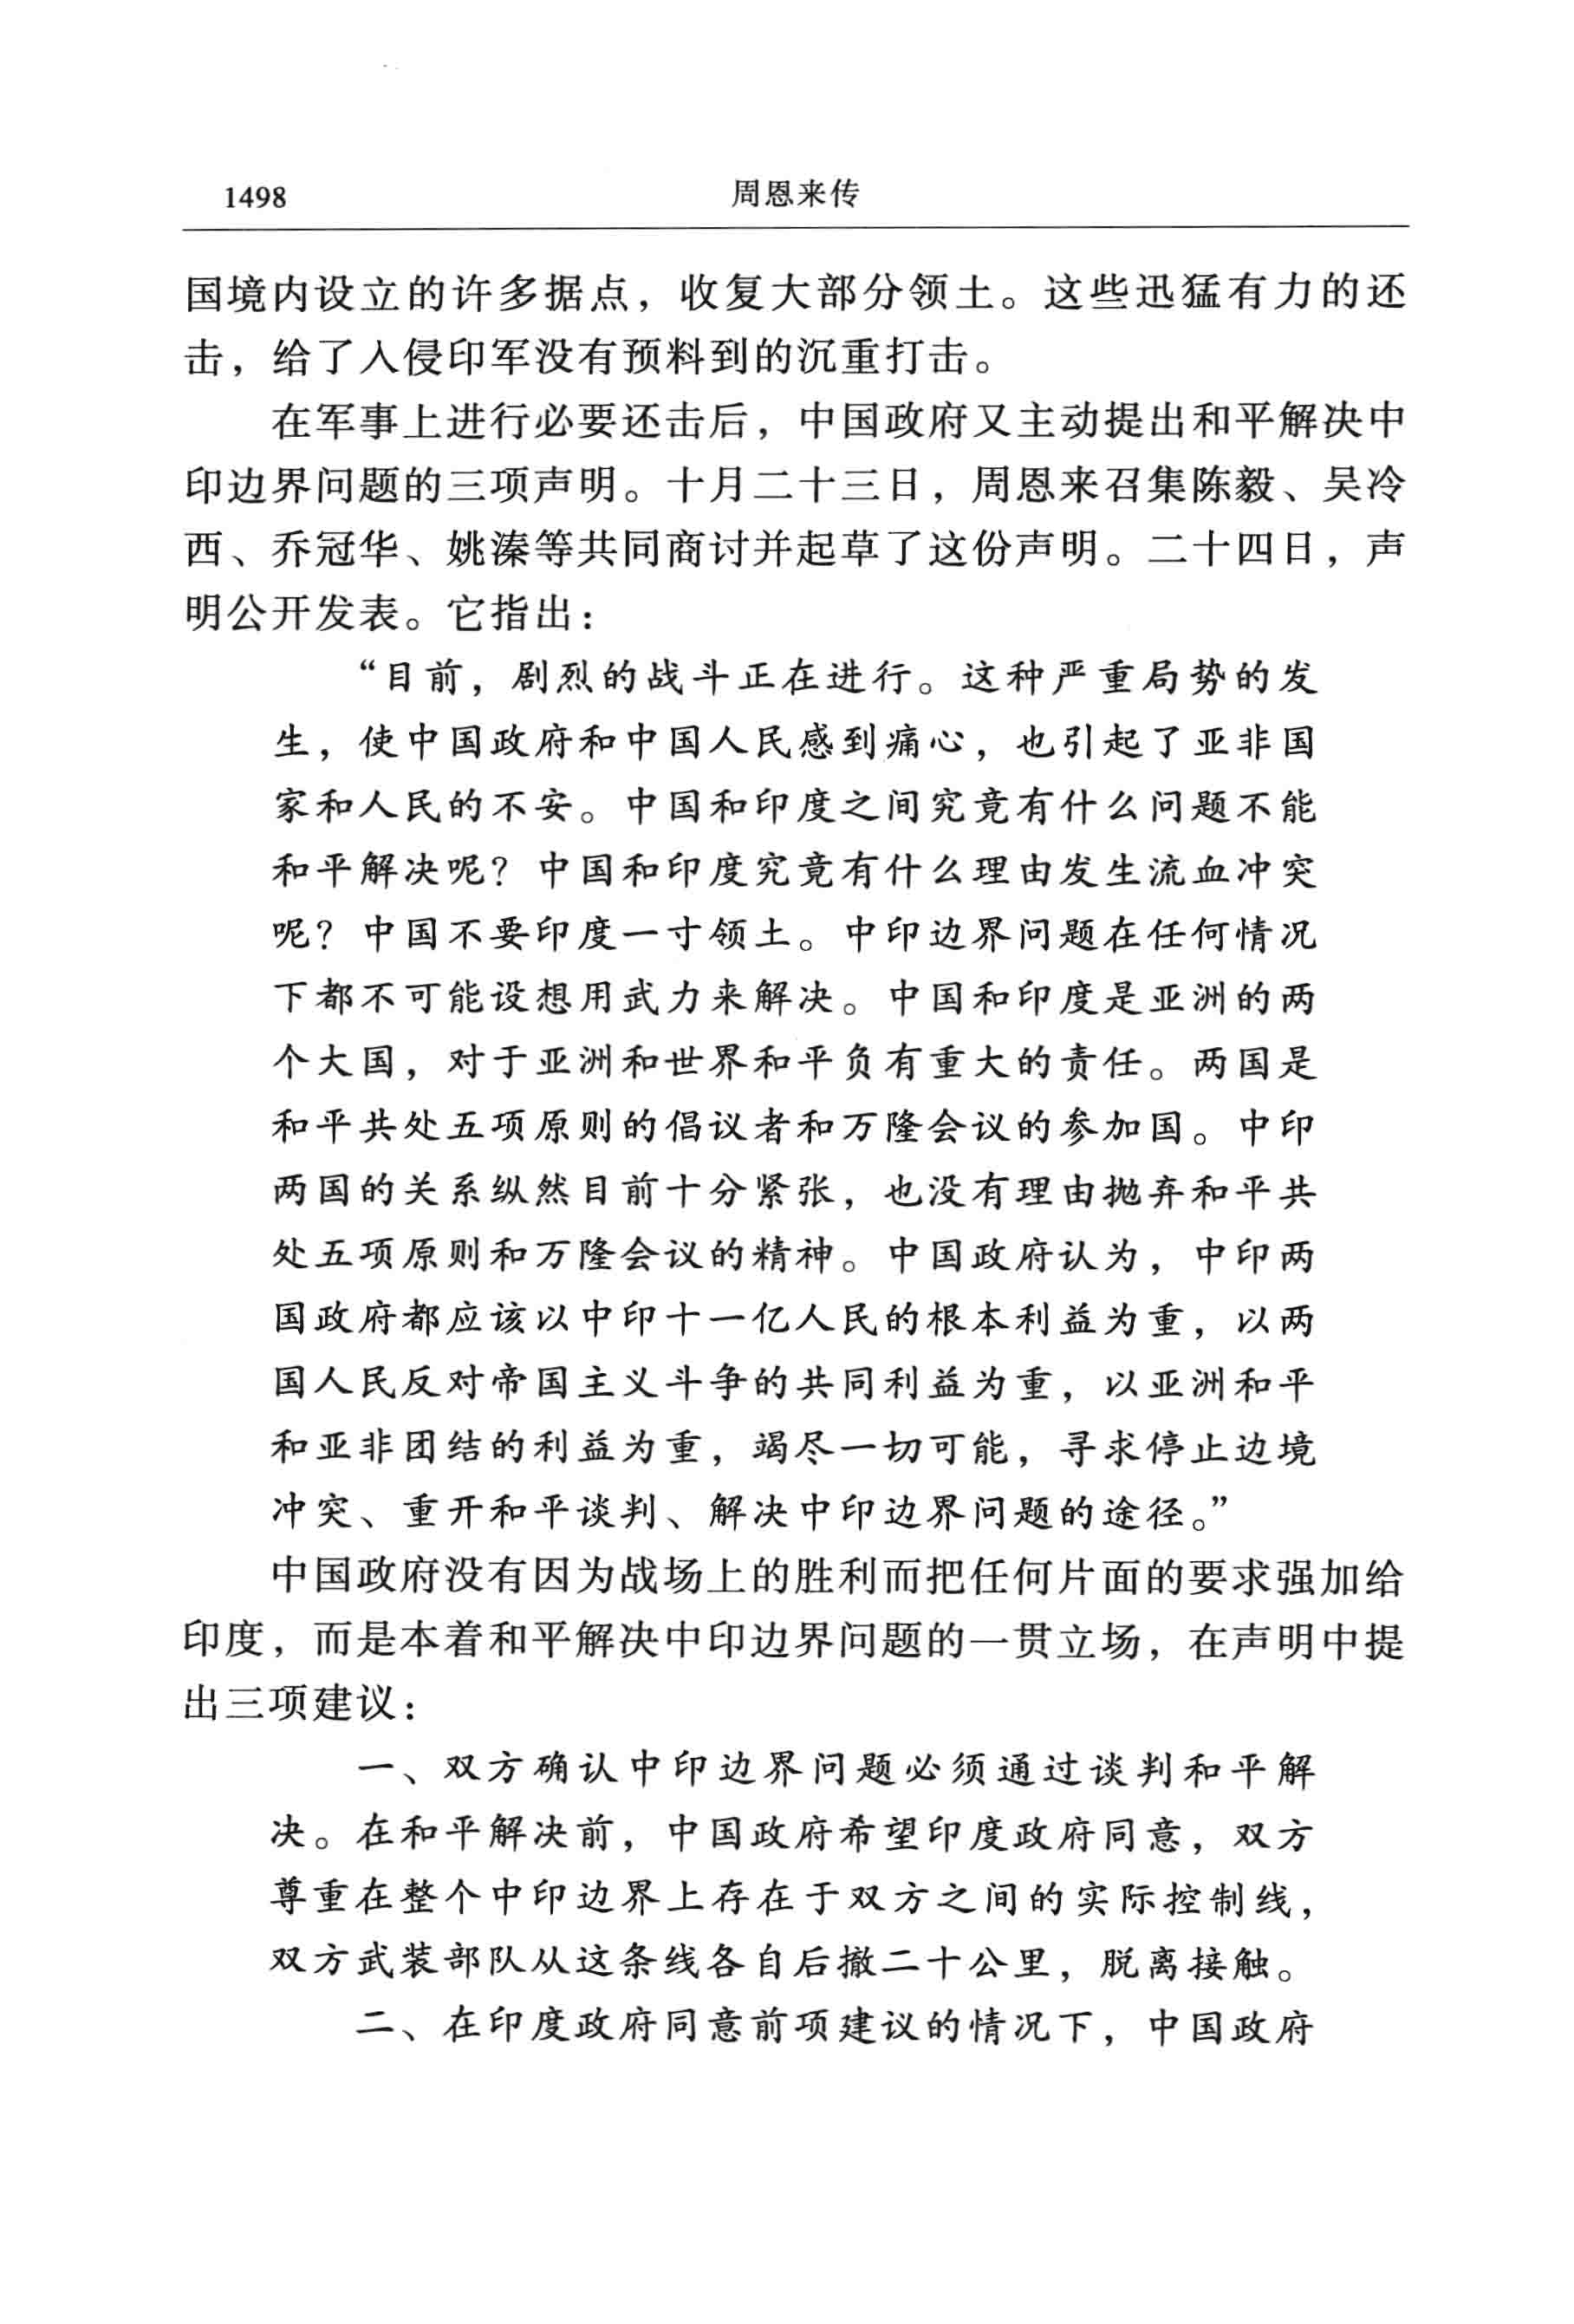 1498
周恩来传
国境内设立的许多据点，收复大部分领土。这些迅猛有力的还
击，给了入侵印军没有预料到的沉重打击。
在军事上进行必要还击后，中国政府又主动提出和平解决中
印边界问题的三项声明。十月二十三日，周恩来召集陈毅、吴冷
西、乔冠华、姚溱等共同商讨并起草了这份声明。二十四日，声
明公开发表。它指出：
“目前，剧烈的战斗正在进行。这种严重局势的发
生，使中国政府和中国人民感到痛心，也引起了亚非国
家和人民的不安。中国和印度之间究竟有什么问题不能
和平解决呢？中国和印度究竟有什么理由发生流血冲突
呢？中国不要印度一寸领土。中印边界问题在任何情况
下都不可能设想用武力来解决。中国和印度是亚洲的两
个大国，对于亚洲和世界和平负有重大的责任。两国是
和平共处五项原则的倡议者和万隆会议的参加国。中印
两国的关系纵然目前十分紧张，也没有理由抛弃和平共
处五项原则和万隆会议的精神。中国政府认为，中印两
国政府都应该以中印十一亿人民的根本利益为重，以两
国人民反对帝国主义斗争的共同利益为重，以亚洲和平
和亚非团结的利益为重，竭尽一切可能，寻求停止边境
冲突、重开和平谈判、解决中印边界问题的途径。”
中国政府没有因为战场上的胜利而把任何片面的要求强加给
印度，而是本着和平解决中印边界问题的一贯立场，在声明中提
出三项建议：
一、双方确认中印边界问题必须通过谈判和平解
决。在和平解决前，中国政府希望印度政府同意，双方
尊重在整个中印边界上存在于双方之间的实际控制线，
双方武装部队从这条线各自后撤二十公里，脱离接触。
二、在印度政府同意前项建议的情况下，中国政府